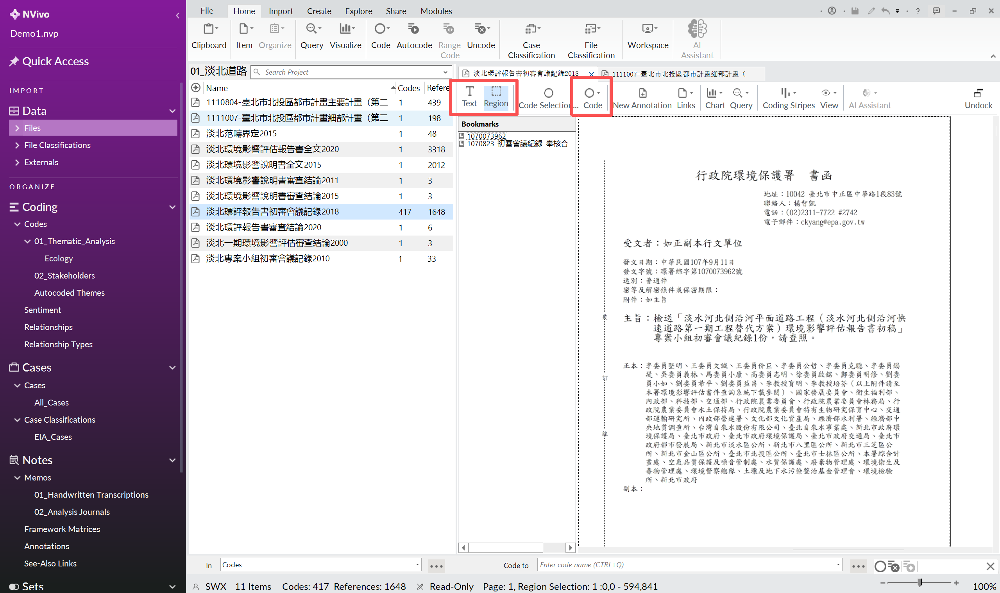 NVivo
Demo1.nvp
Quick Access
IMPORT
Data
Files
File Classifications
Externals
ORGANIZE
Coding
Codes
01_Thematic_Analysis
Ecology
02_Stakeholders
Autocoded Themes
Sentiment
Relationships
Relationship Types
Cases
Cases
All_Cases
Case Classifications
EIA_Cases
Notes
Memos
01_Handwritten Transcriptions
02_Analysis Journals
Framework Matrices
Annotations
See-Also Links
Sets
File Home Import Create Explore Share Modules
Clipboard Item Organize Query Visualize Code Autocode Range Code Uncode Case Classification File Classification Workspace AI Assistant
01_淡北道路 Search Project
Name Codes Refere
1110804-臺北市北投區都市計畫主要計畫（第二 1 439
1111007-臺北市北投區都市計畫細部計畫（第二 1 198
淡北范疇界定2015 1 48
淡北環境影響評估報告書全文2020 1 3318
淡北環境影響說明書全文2015 1 2012
淡北環境影響說明書審查結論2011 1 3
淡北環境影響說明書審查結論2015 1 3
淡北環評報告書初審會議記錄2018 417 1648
淡北環評報告書審查結論2020 1 6
淡北一期環境影響評估審查結論2000 1 3
淡北專案小組初審會議記錄2010 1 33
淡北環評報告書初審會議記錄2018 1111007-臺北市北投區都市計畫細部計畫（
Text Region Code Selection... Code New Annotation Links Chart Query Coding Stripes View AI Assistant Undock
Bookmarks
1070073962
1070823_初審會議紀錄_奉核合
行政院環境保護署 書函
地址：10042 臺北市中正區中華路1段83號
聯絡人：楊智凱
電話：(02)2311-7722 #2742
電子郵件：ckyang@epa.gov.tw
受文者：如正副本行文單位
發文日期：中華民國107年9月11日
發文字號：環署綜字第1070073962號
速別：普通件
密等及解密條件或保密期限：
附件：如主旨
裝
主旨：檢送「淡水河北側沿河平面道路工程（淡水河北側沿河快
速道路第一期工程替代方案）環境影響評估報告書初稿」
專案小組初審會議紀錄1份，請查照。
正本：李委員堅明、王委員文誠、王委員价巨、李委員公哲、李委員克聰、李委員錫
堤、吳委員義林、馬委員小康、高委員志明、徐委員啟銘、鄭委員明修、劉委
訂
員小如、劉委員希平、劉委員益昌、李教授育明、李教授培芬（以上附件請至
本署環境影響評估書件查詢系統下載參閱）、國家發展委員會、衛生福利部、
內政部、科技部、交通部、行政院農業委員會、行政院農業委員會林務局、行
政院農業委員會水土保持局、行政院農業委員會特有生物研究保育中心、交通
部運輸研究所、內政部營建署、文化部文化資產局、經濟部水利署、經濟部中
央地質調查所、台灣自來水股份有限公司、臺北自來水事業處、新北市政府環
線
境保護局、臺北市政府、臺北市政府環境保護局、臺北市政府交通局、臺北市
政府都市發展局、新北市淡水區公所、新北市八里區公所、新北市三芝區公
所、新北市金山區公所、臺北市北投區公所、臺北市士林區公所、本署綜合計
畫處、空氣品質保護及噪音管制處、水質保護處、廢棄物管理處、環境衛生及
毒物管理處、環境督察總隊、土壤及地下水污染整治基金管理會、環境檢驗
所、新北市政府
副本：
In Codes Code to Enter code name (CTRL+Q)
SWX 11 Items Codes: 417 References: 1648 Read-Only Page: 1, Region Selection: 1 :0,0 - 594,841 100%